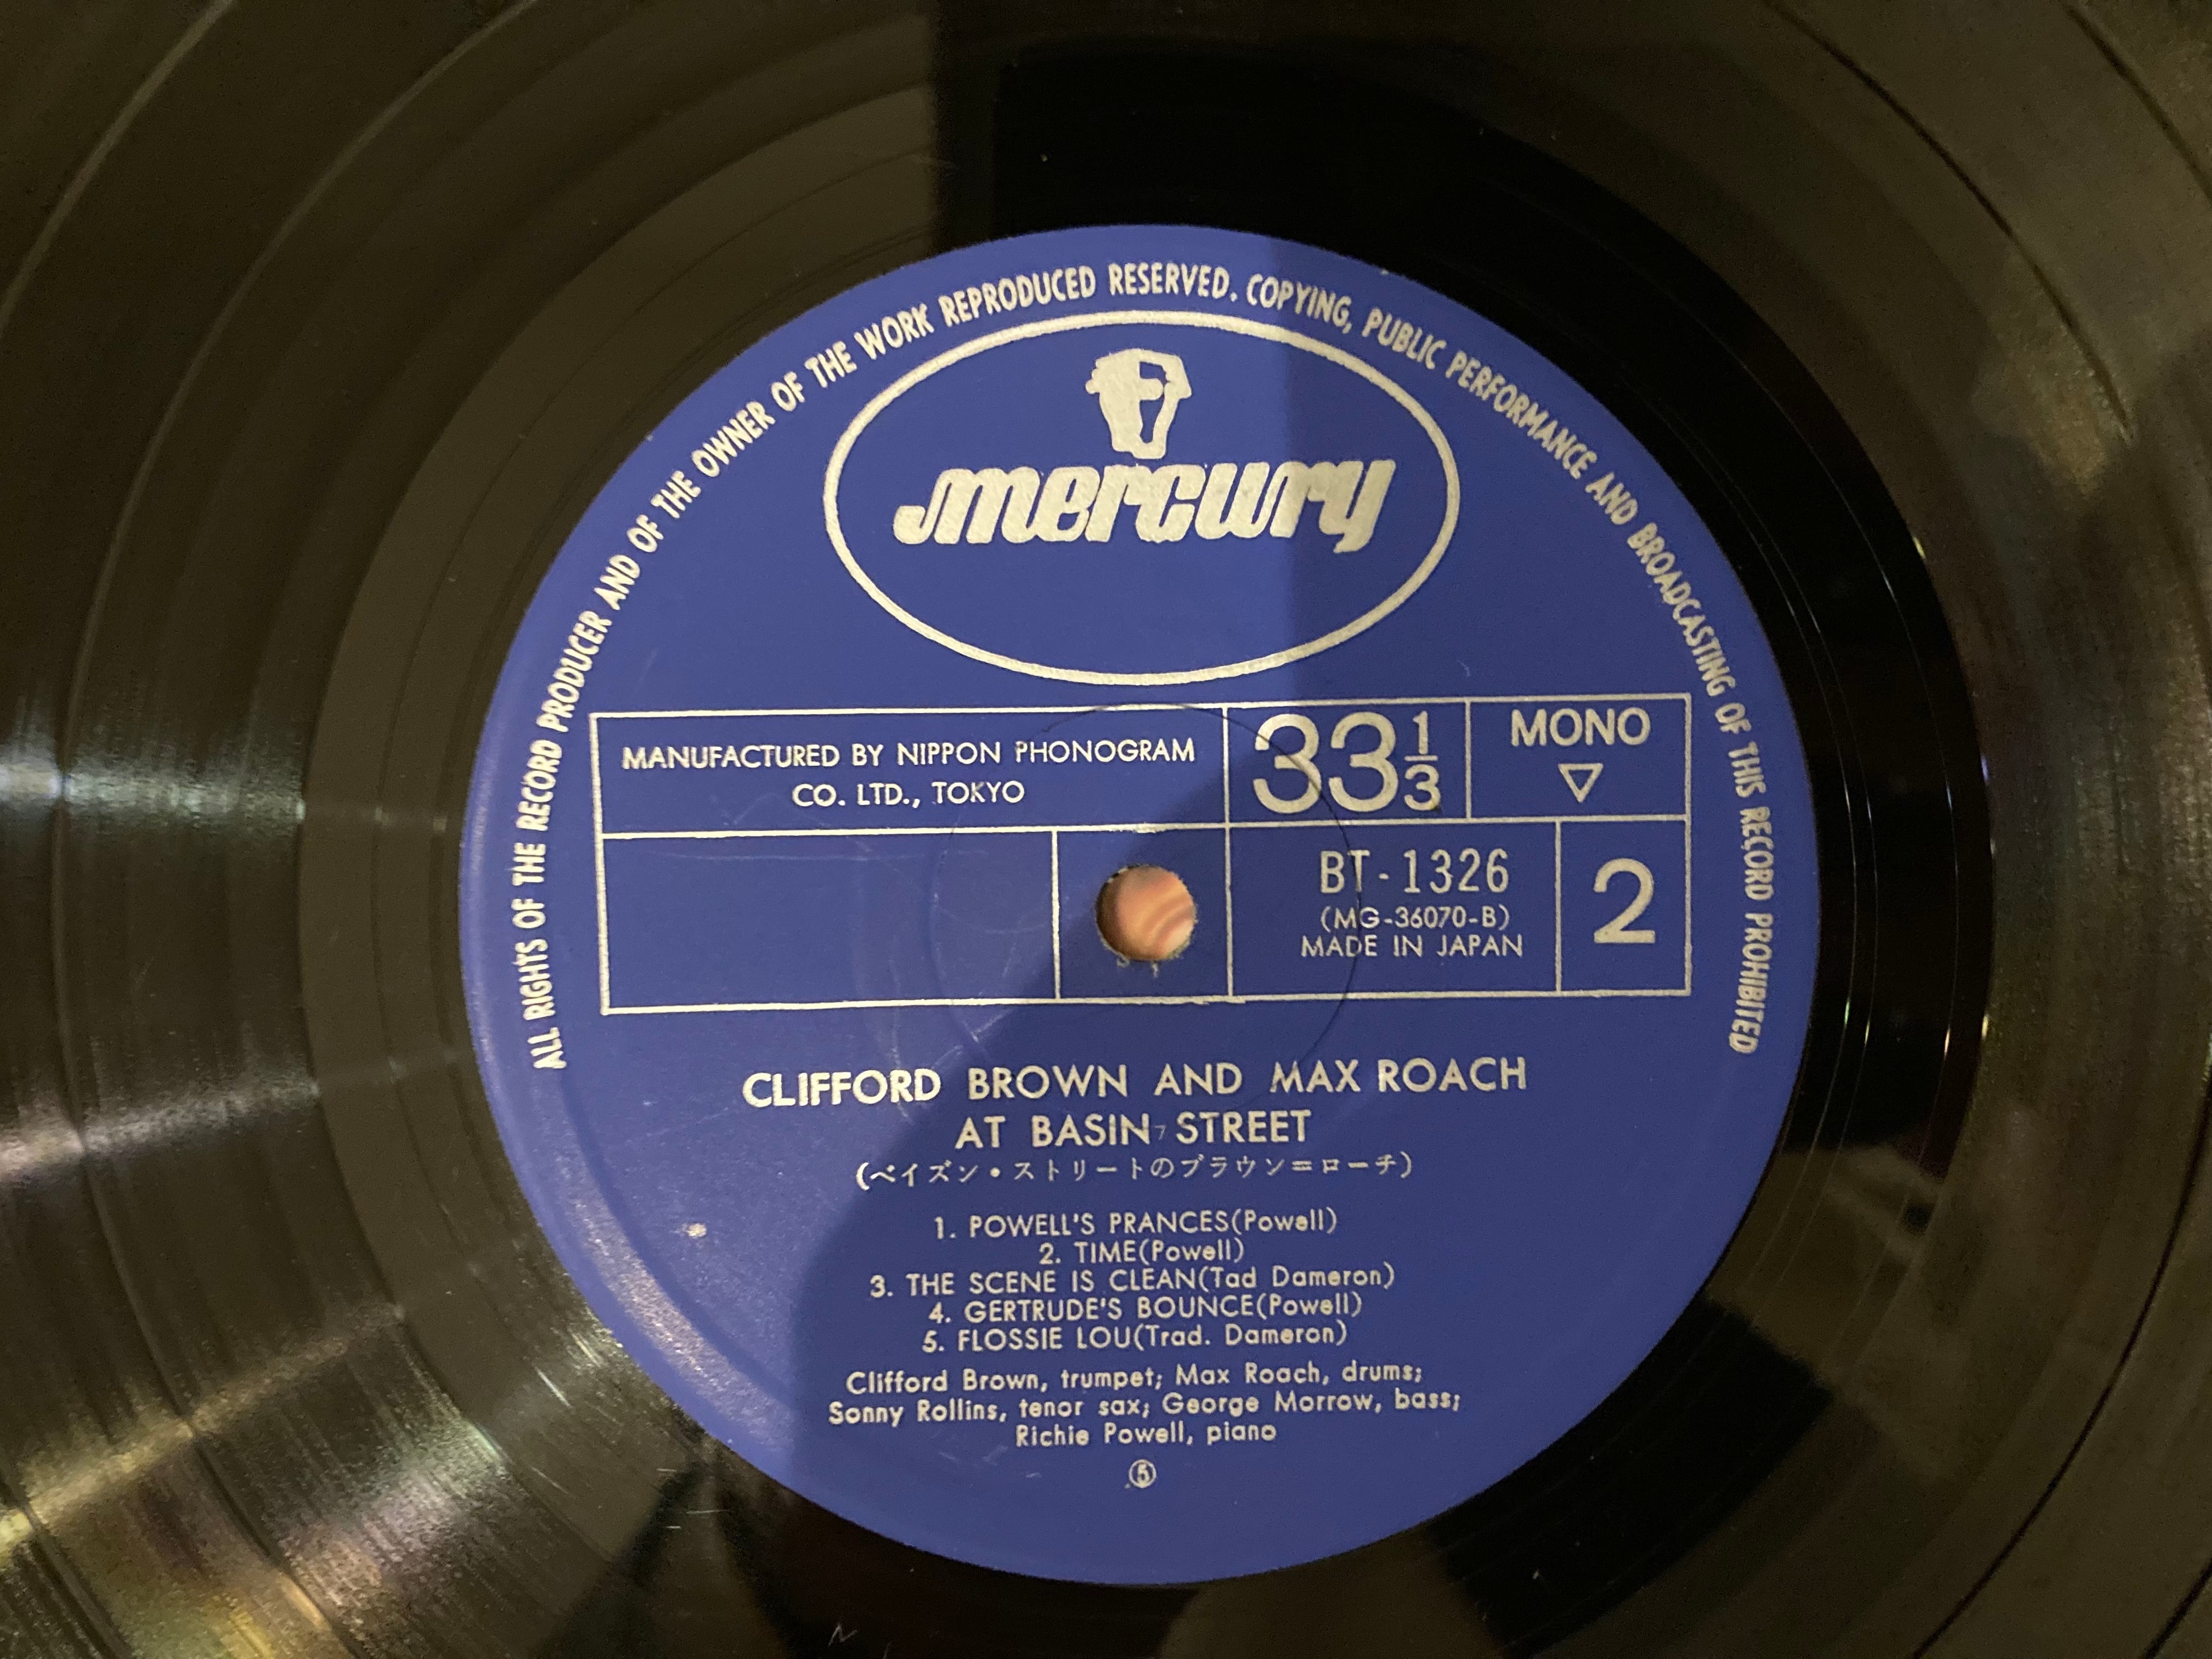 ALL RIGHTS OF THE RECORD PRODUCER AND OF THE OWNER OF THE WORK REPRODUCED RESERVED. COPYING, PUBLIC PERFORMANCE AND BROADCASTING OF THIS RECORD PROHIBITED
mercury
MANUFACTURED BY NIPPON PHONOGRAM
CO. LTD., TOKYO
33 1/3
MONO
▽
BT-1326
(MG-36070-B)
MADE IN JAPAN
2
CLIFFORD BROWN AND MAX ROACH
AT BASIN STREET
(ベイズン・ストリートのブラウン=ローチ)
1. POWELL'S PRANCES(Powell)
2. TIME(Powell)
3. THE SCENE IS CLEAN(Tad Dameron)
4. GERTRUDE'S BOUNCE(Powell)
5. FLOSSIE LOU(Trad. Dameron)
Clifford Brown, trumpet; Max Roach, drums;
Sonny Rollins, tenor sax; George Morrow, bass;
Richie Powell, piano
⑤